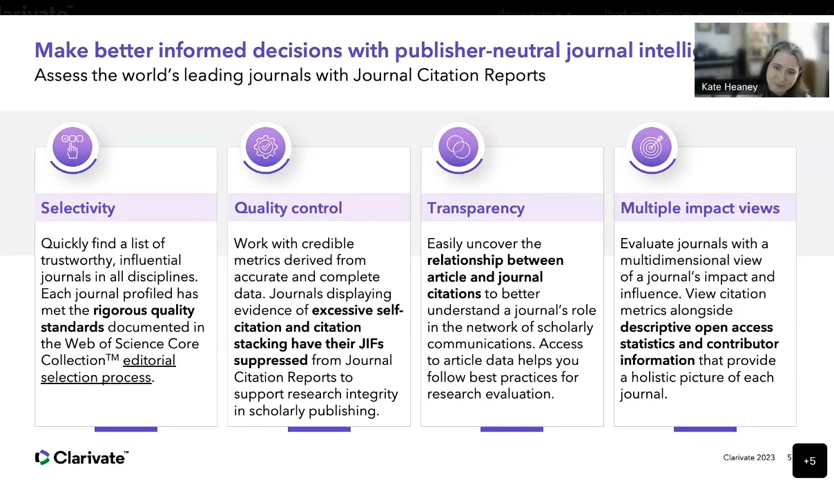 Make better informed decisions with publisher-neutral journal
Assess the world's leading journals with Journal Citation Reports
Kate Heaney
Selectivity
Quickly find a list of
trustworthy, influential
journals in all disciplines.
Each journal profiled has
met the rigorous quality
standards documented in
the Web of Science Core
Collection™ editorial
selection process.
Quality control
Work with credible
metrics derived from
accurate and complete
data. Journals displaying
evidence of excessive self-
citation and citation
stacking have their JIFs
suppressed from Journal
Citation Reports to
support research integrity
in scholarly publishing.
Transparency
Easily uncover the
relationship between
article and journal
citations to better
understand a journal's role
in the network of scholarly
communications. Access
to article data helps you
follow best practices for
research evaluation.
Multiple impact views
Evaluate journals with a
multidimensional view
of a journal's impact and
influence. View citation
metrics alongside
descriptive open access
statistics and contributor
information that provide
a holistic picture of each
journal.
Clarivate™
Clarivate 2023 5
+5